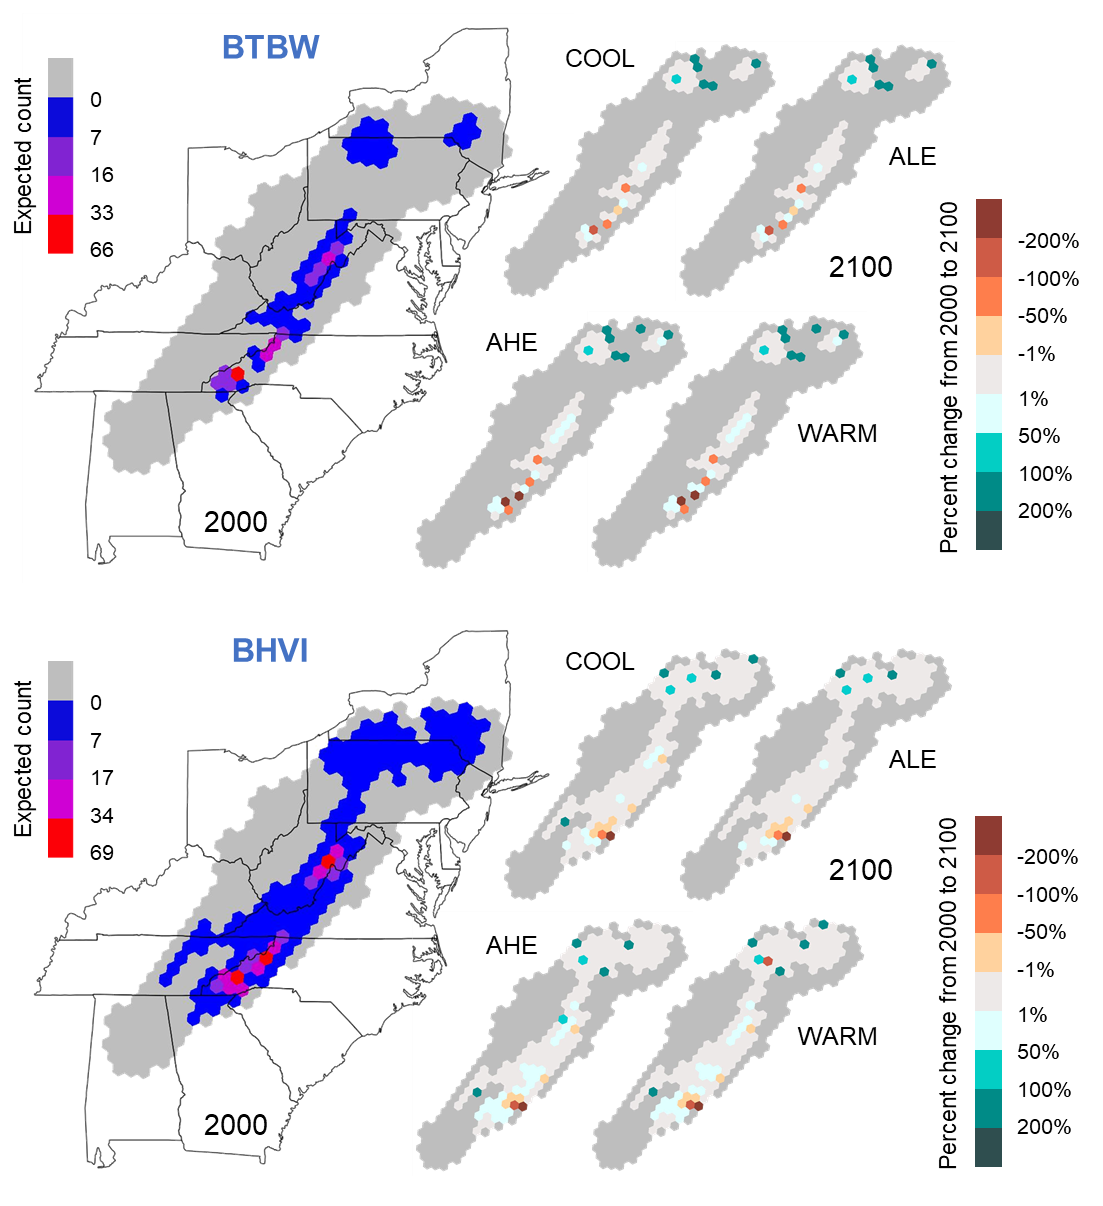 BTBW
Expected count
0
7
16
33
66
2000
COOL
ALE
2100
AHE
WARM
Percent change from 2000 to 2100
-200%
-100%
-50%
-1%
1%
50%
100%
200%
BHVI
Expected count
0
7
17
34
69
2000
COOL
ALE
2100
AHE
WARM
Percent change from 2000 to 2100
-200%
-100%
-50%
-1%
1%
50%
100%
200%